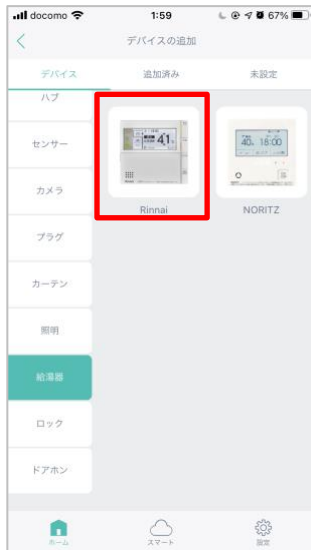 docomo 1:59 67%
デバイスの追加
デバイス 追加済み 未設定
ハブ
センサー
カメラ
プラグ
カーテン
照明
給湯器
ロック
ドアホン
41
40 18:00
Rinnai NORITZ
ホーム スマート 設定